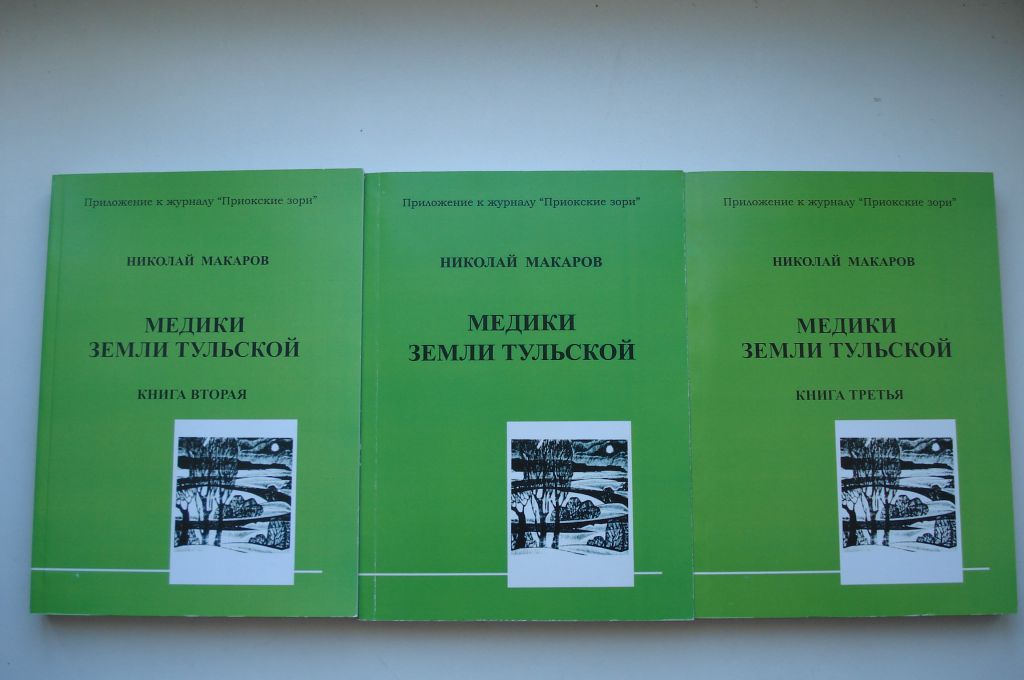 Приложение к журналу "Приокские зори"
НИКОЛАЙ МАКАРОВ
МЕДИКИ
ЗЕМЛИ ТУЛЬСКОЙ
КНИГА ВТОРАЯ
Приложение к журналу "Приокские зори"
НИКОЛАЙ МАКАРОВ
МЕДИКИ
ЗЕМЛИ ТУЛЬСКОЙ
Приложение к журналу "Приокские зори"
НИКОЛАЙ МАКАРОВ
МЕДИКИ
ЗЕМЛИ ТУЛЬСКОЙ
КНИГА ТРЕТЬЯ